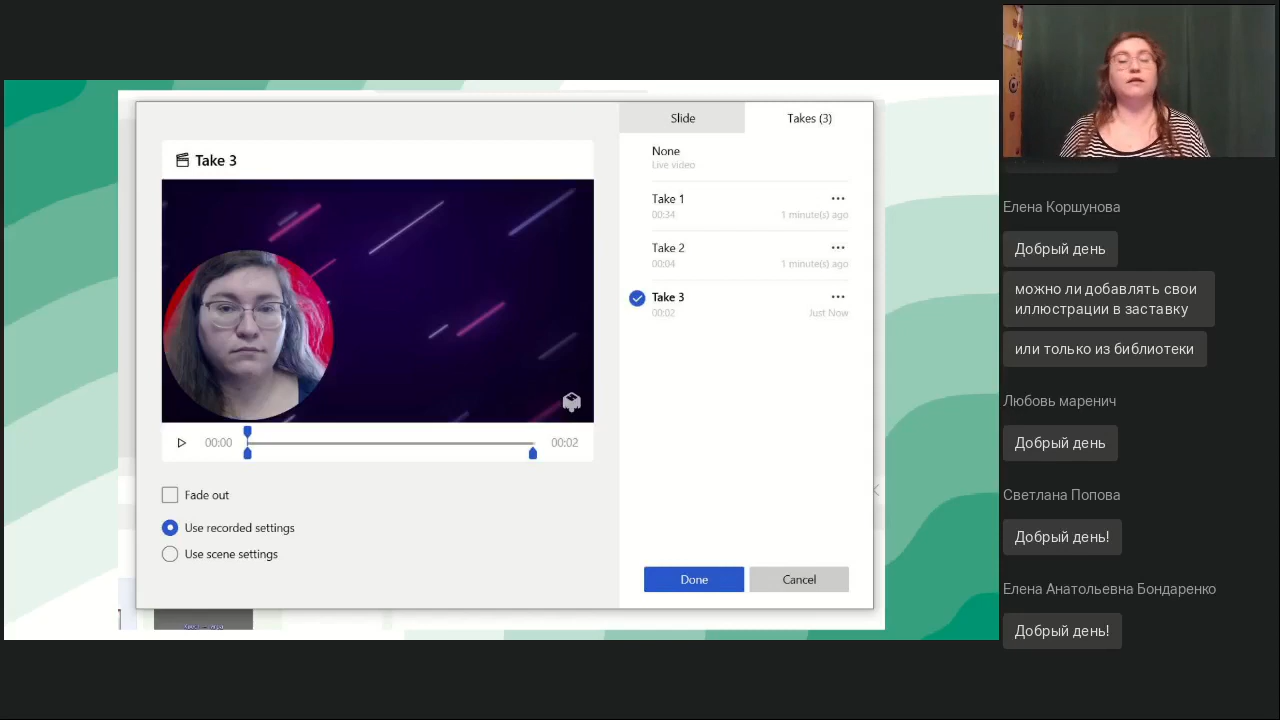 Slide
Takes (3)
Take 3
None
Live video
Take 1
00:34
1 minute(s) ago
Take 2
00:04
1 minute(s) ago
Take 3
00:02
Just Now
00:00
00:02
Fade out
Use recorded settings
Use scene settings
Done
Cancel
Елена Коршунова
Добрый день
можно ли добавлять свои
иллюстрации в заставку
или только из библиотеки
Любовь маренич
Добрый день
Светлана Попова
Добрый день!
Елена Анатольевна Бондаренко
Добрый день!